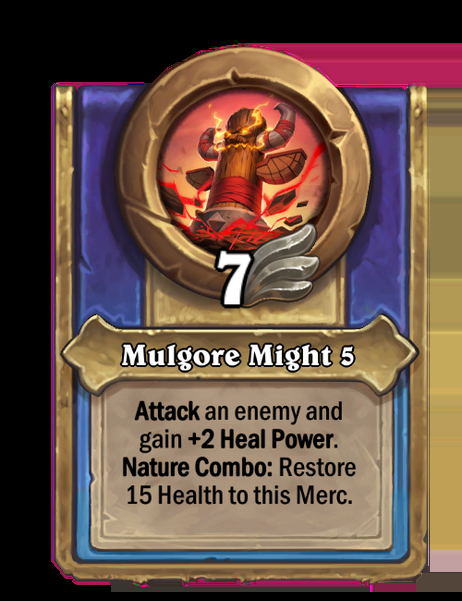 7
Mulgore Might 5
Attack an enemy and
gain +2 Heal Power.
Nature Combo: Restore
15 Health to this Merc.